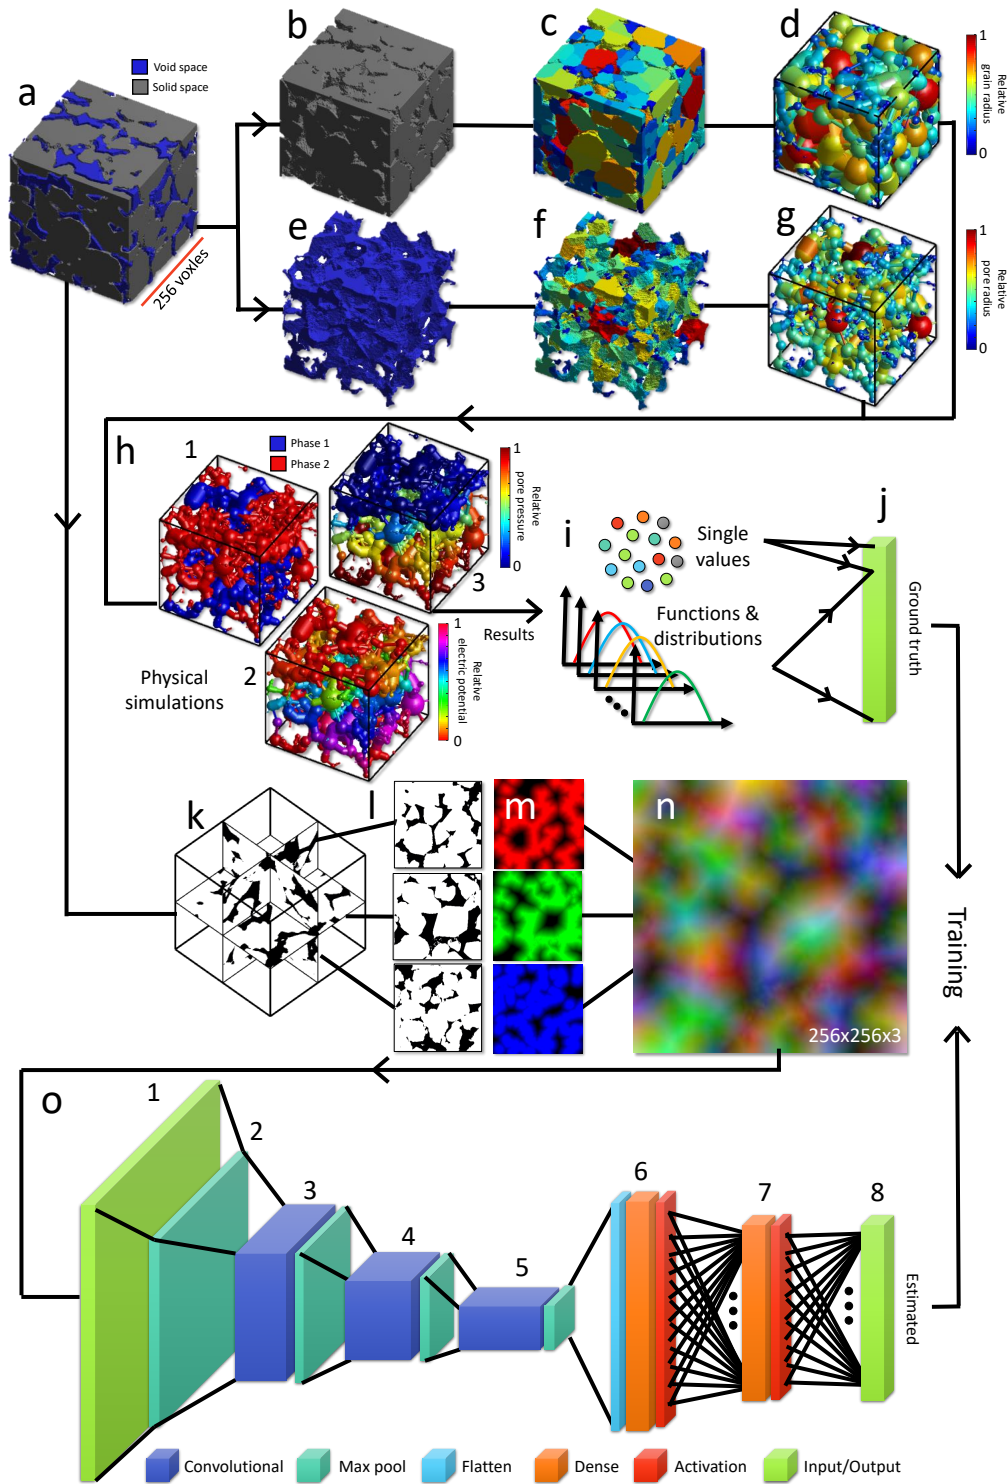 a
Void space
Solid space
256 voxles
b
c
d
1
0
Relative
grain radius
e
f
g
1
0
Relative
pore radius
h
1
Phase 1
Phase 2
1
0
Relative
pore pressure
3
2
1
0
Relative
electric potential
Physical
simulations
Results
i
Single
values
Functions &
distributions
j
Ground truth
k
l
m
n
256x256x3
Training
o
1
2
3
4
5
6
7
8
Estimated
Convolutional
Max pool
Flatten
Dense
Activation
Input/Output